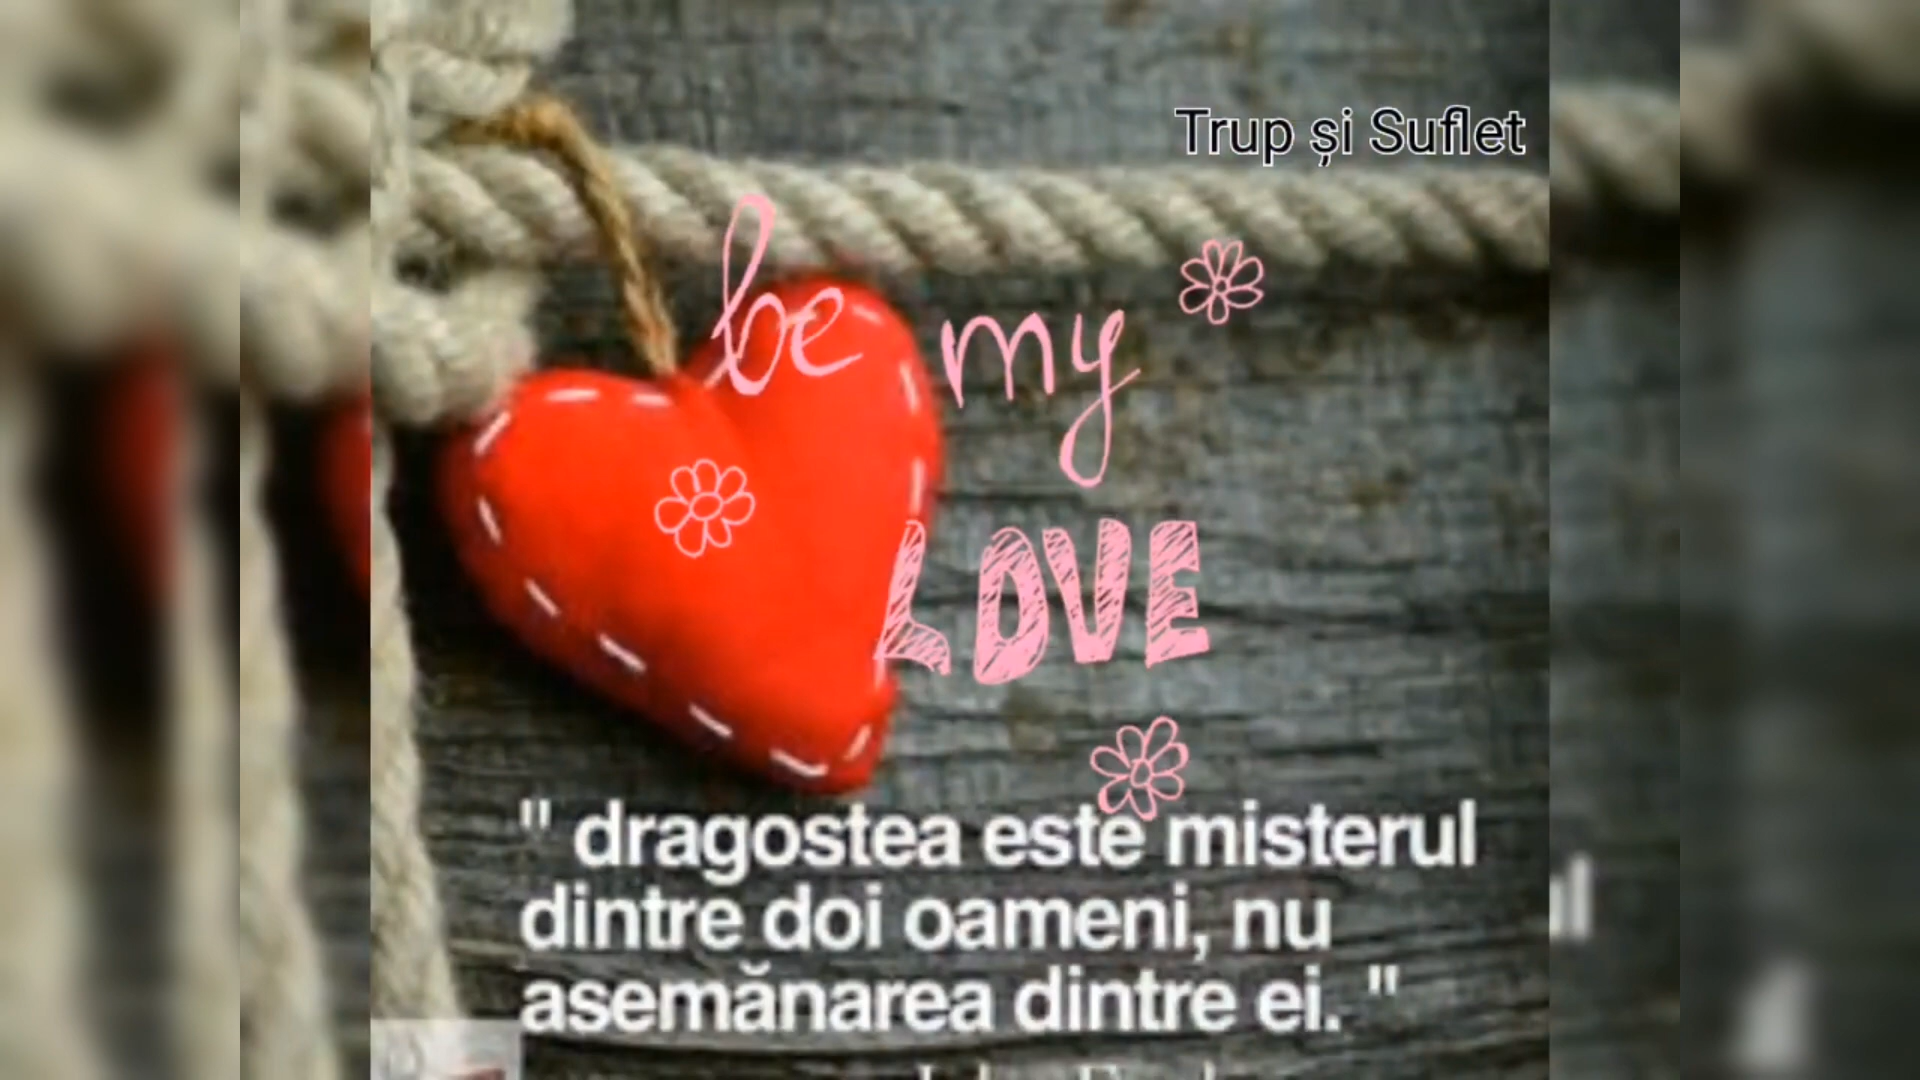 Trup și Suflet
be my
LOVE
" dragostea este misterul
dintre doi oameni, nu
asemănarea dintre ei. "